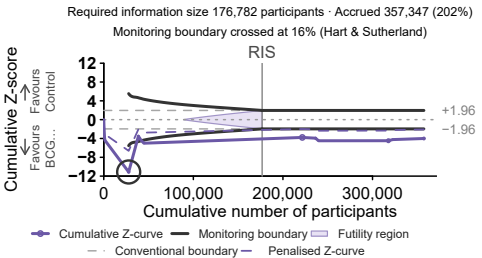 Required information size 176,782 participants · Accrued 357,347 (202%)
Monitoring boundary crossed at 16% (Hart & Sutherland)
RIS
Cumulative Z-score
Favours Control
Favours BCG…
12
8
4
0
−4
−8
−12
+1.96
−1.96
0
100,000
200,000
300,000
Cumulative number of participants
Cumulative Z-curve
Monitoring boundary
Futility region
Conventional boundary
Penalised Z-curve